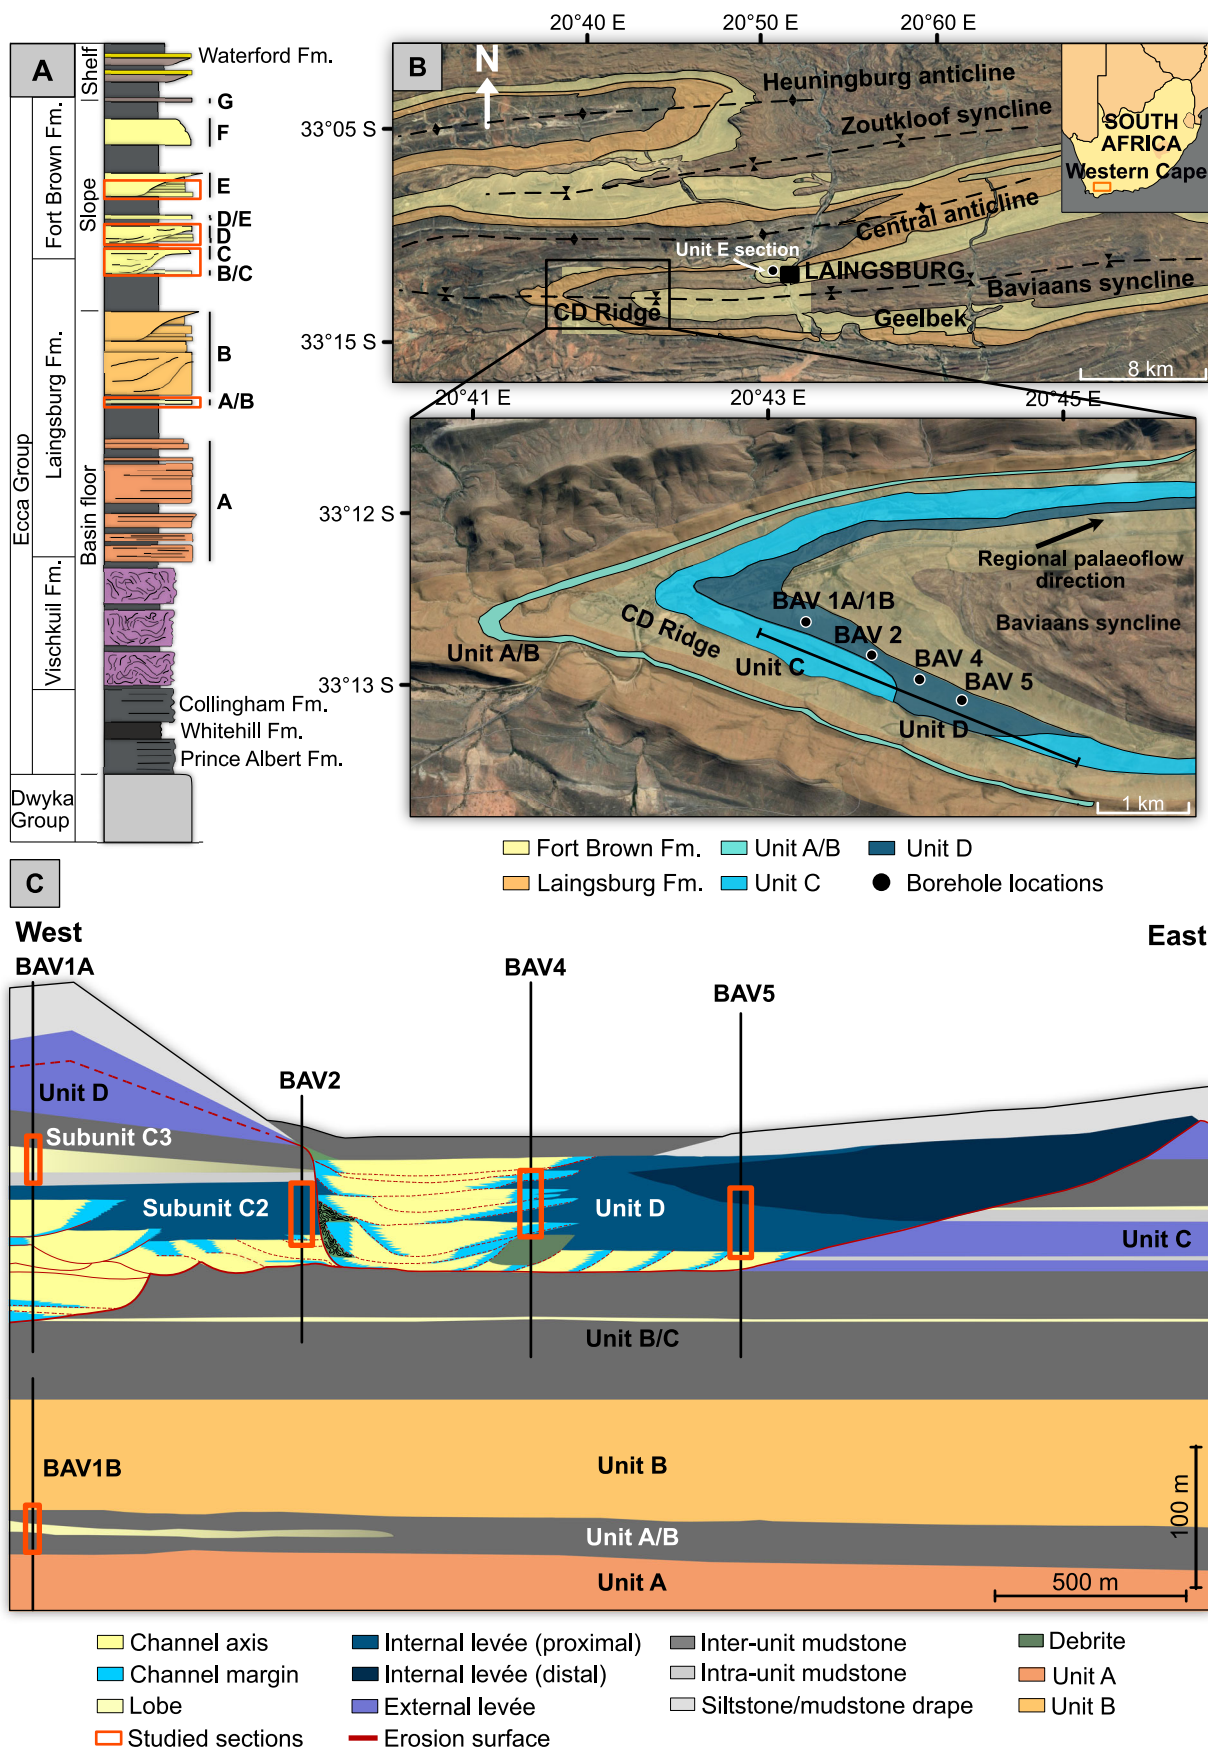 A
Waterford Fm.
Shelf
G
F
E
D/E
D
C
B/C
B
A/B
A
Fort Brown Fm.
Slope
Laingsburg Fm.
Ecca Group
Basin floor
Vischkuil Fm.
Collingham Fm.
Whitehill Fm.
Prince Albert Fm.
Dwyka
Group
20°40 E
20°50 E
20°60 E
B
N
33°05 S
33°15 S
Heuningburg anticline
Zoutkloof syncline
Central anticline
Unit E section
LAINGSBURG
Baviaans syncline
CD Ridge
Geelbek
8 km
SOUTH
AFRICA
Western Cape
20°41 E
20°43 E
20°45 E
33°12 S
33°13 S
Regional palaeoflow
direction
BAV 1A/1B
CD Ridge
BAV 2
Baviaans syncline
Unit A/B
Unit C
BAV 4
BAV 5
Unit D
1 km
Fort Brown Fm.
Unit A/B
Unit D
Laingsburg Fm.
Unit C
Borehole locations
C
West
East
BAV1A
BAV4
BAV5
BAV2
Unit D
Subunit C3
Subunit C2
Unit D
Unit C
Unit B/C
BAV1B
Unit B
Unit A/B
Unit A
100 m
500 m
Channel axis
Internal levée (proximal)
Inter-unit mudstone
Debrite
Channel margin
Internal levée (distal)
Intra-unit mudstone
Unit A
Lobe
External levée
Siltstone/mudstone drape
Unit B
Studied sections
Erosion surface